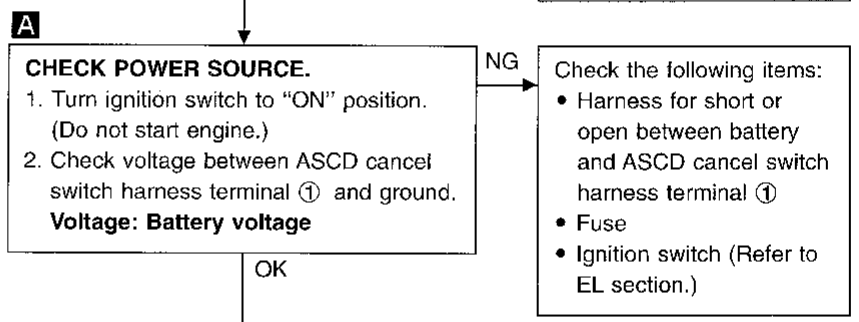 A
CHECK POWER SOURCE.
1. Turn ignition switch to “ON” position.
(Do not start engine.)
2. Check voltage between ASCD cancel
switch harness terminal ① and ground.
Voltage: Battery voltage
NG
Check the following items:
• Harness for short or
open between battery
and ASCD cancel switch
harness terminal ①
• Fuse
• Ignition switch (Refer to
EL section.)
OK